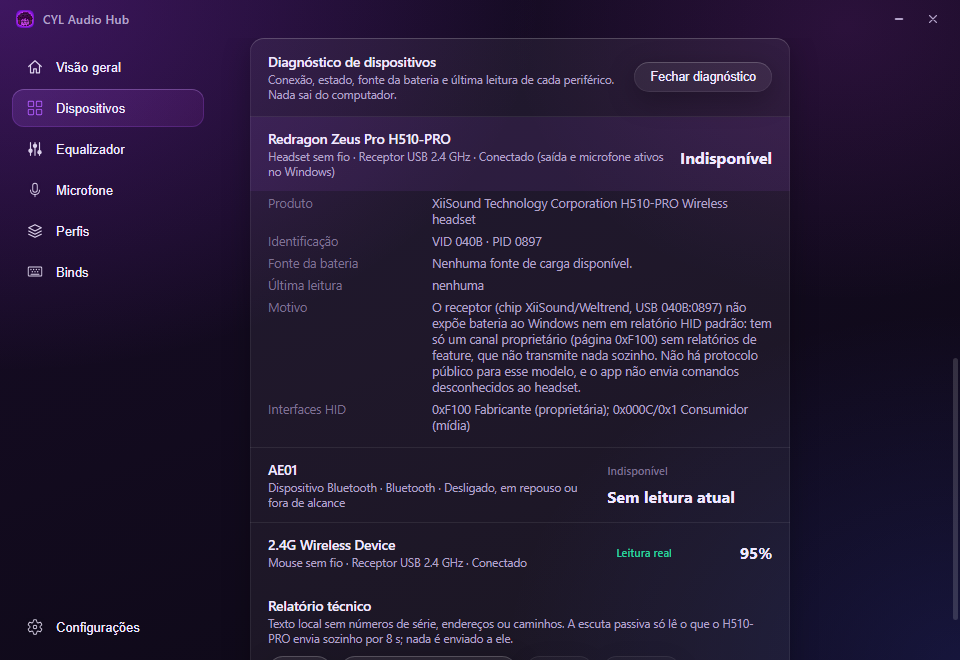 CYL Audio Hub
Visão geral
Dispositivos
Equalizador
Microfone
Perfis
Binds
Configurações
Diagnóstico de dispositivos
Conexão, estado, fonte da bateria e última leitura de cada periférico.
Nada sai do computador.
Fechar diagnóstico
Redragon Zeus Pro H510-PRO
Headset sem fio · Receptor USB 2.4 GHz · Conectado (saída e microfone ativos
no Windows)
Indisponível
Produto
XiiSound Technology Corporation H510-PRO Wireless
headset
Identificação
VID 040B · PID 0897
Fonte da bateria
Nenhuma fonte de carga disponível.
Última leitura
nenhuma
Motivo
O receptor (chip XiiSound/Weltrend, USB 040B:0897) não
expõe bateria ao Windows nem em relatório HID padrão: tem
só um canal proprietário (página 0xF100) sem relatórios de
feature, que não transmite nada sozinho. Não há protocolo
público para esse modelo, e o app não envia comandos
desconhecidos ao headset.
Interfaces HID
0xF100 Fabricante (proprietária); 0x000C/0x1 Consumidor
(mídia)
AE01
Dispositivo Bluetooth · Bluetooth · Desligado, em repouso ou
fora de alcance
Indisponível
Sem leitura atual
2.4G Wireless Device
Mouse sem fio · Receptor USB 2.4 GHz · Conectado
Leitura real
95%
Relatório técnico
Texto local sem números de série, endereços ou caminhos. A escuta passiva só lê o que o H510-
PRO envia sozinho por 8 s; nada é enviado a ele.